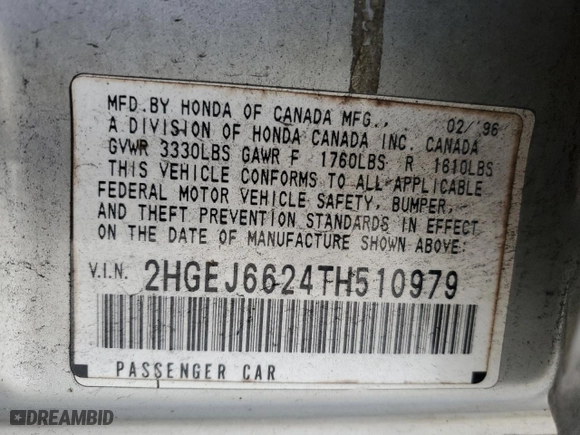 MFD.BY HONDA OF CANADA MFG., 02/'96
A DIVISION OF HONDA CANADA INC. CANADA
GVWR 3330LBS GAWR F 1760LBS R 1610LBS
THIS VEHICLE CONFORMS TO ALL APPLICABLE
FEDERAL MOTOR VEHICLE SAFETY, BUMPER,
AND THEFT PREVENTION STANDARDS IN EFFECT
ON THE DATE OF MANUFACTURE SHOWN ABOVE:
V.I.N. 2HGEJ6624TH510979
PASSENGER CAR
DREAMBID